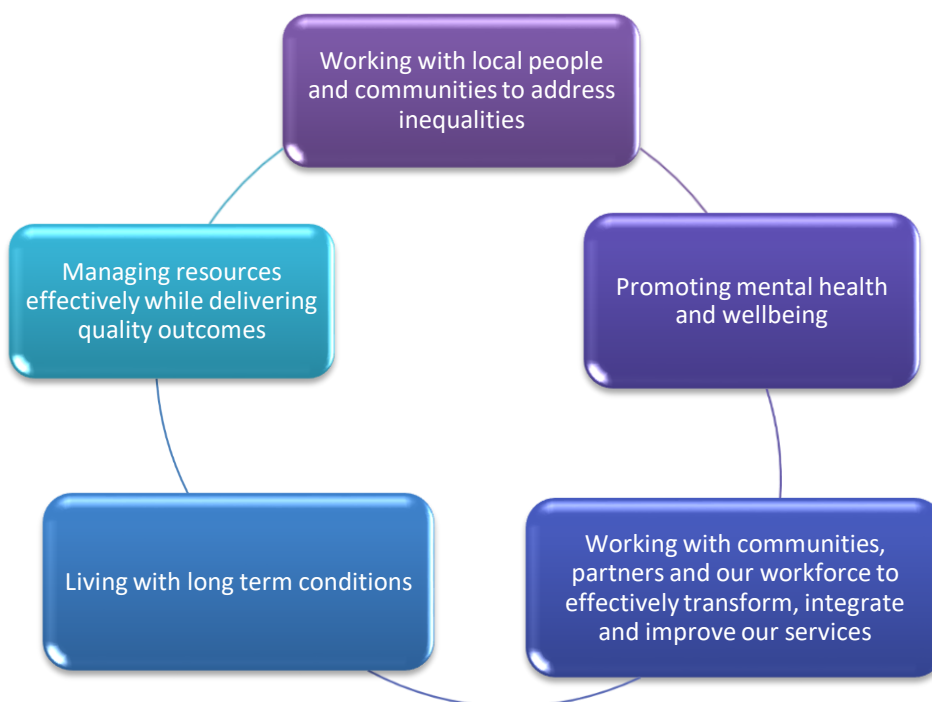 Working with local people
and communities to address
inequalities
Promoting mental health
and wellbeing
Working with communities,
partners and our workforce to
effectively transform, integrate
and improve our services
Living with long term conditions
Managing resources
effectively while delivering
quality outcomes